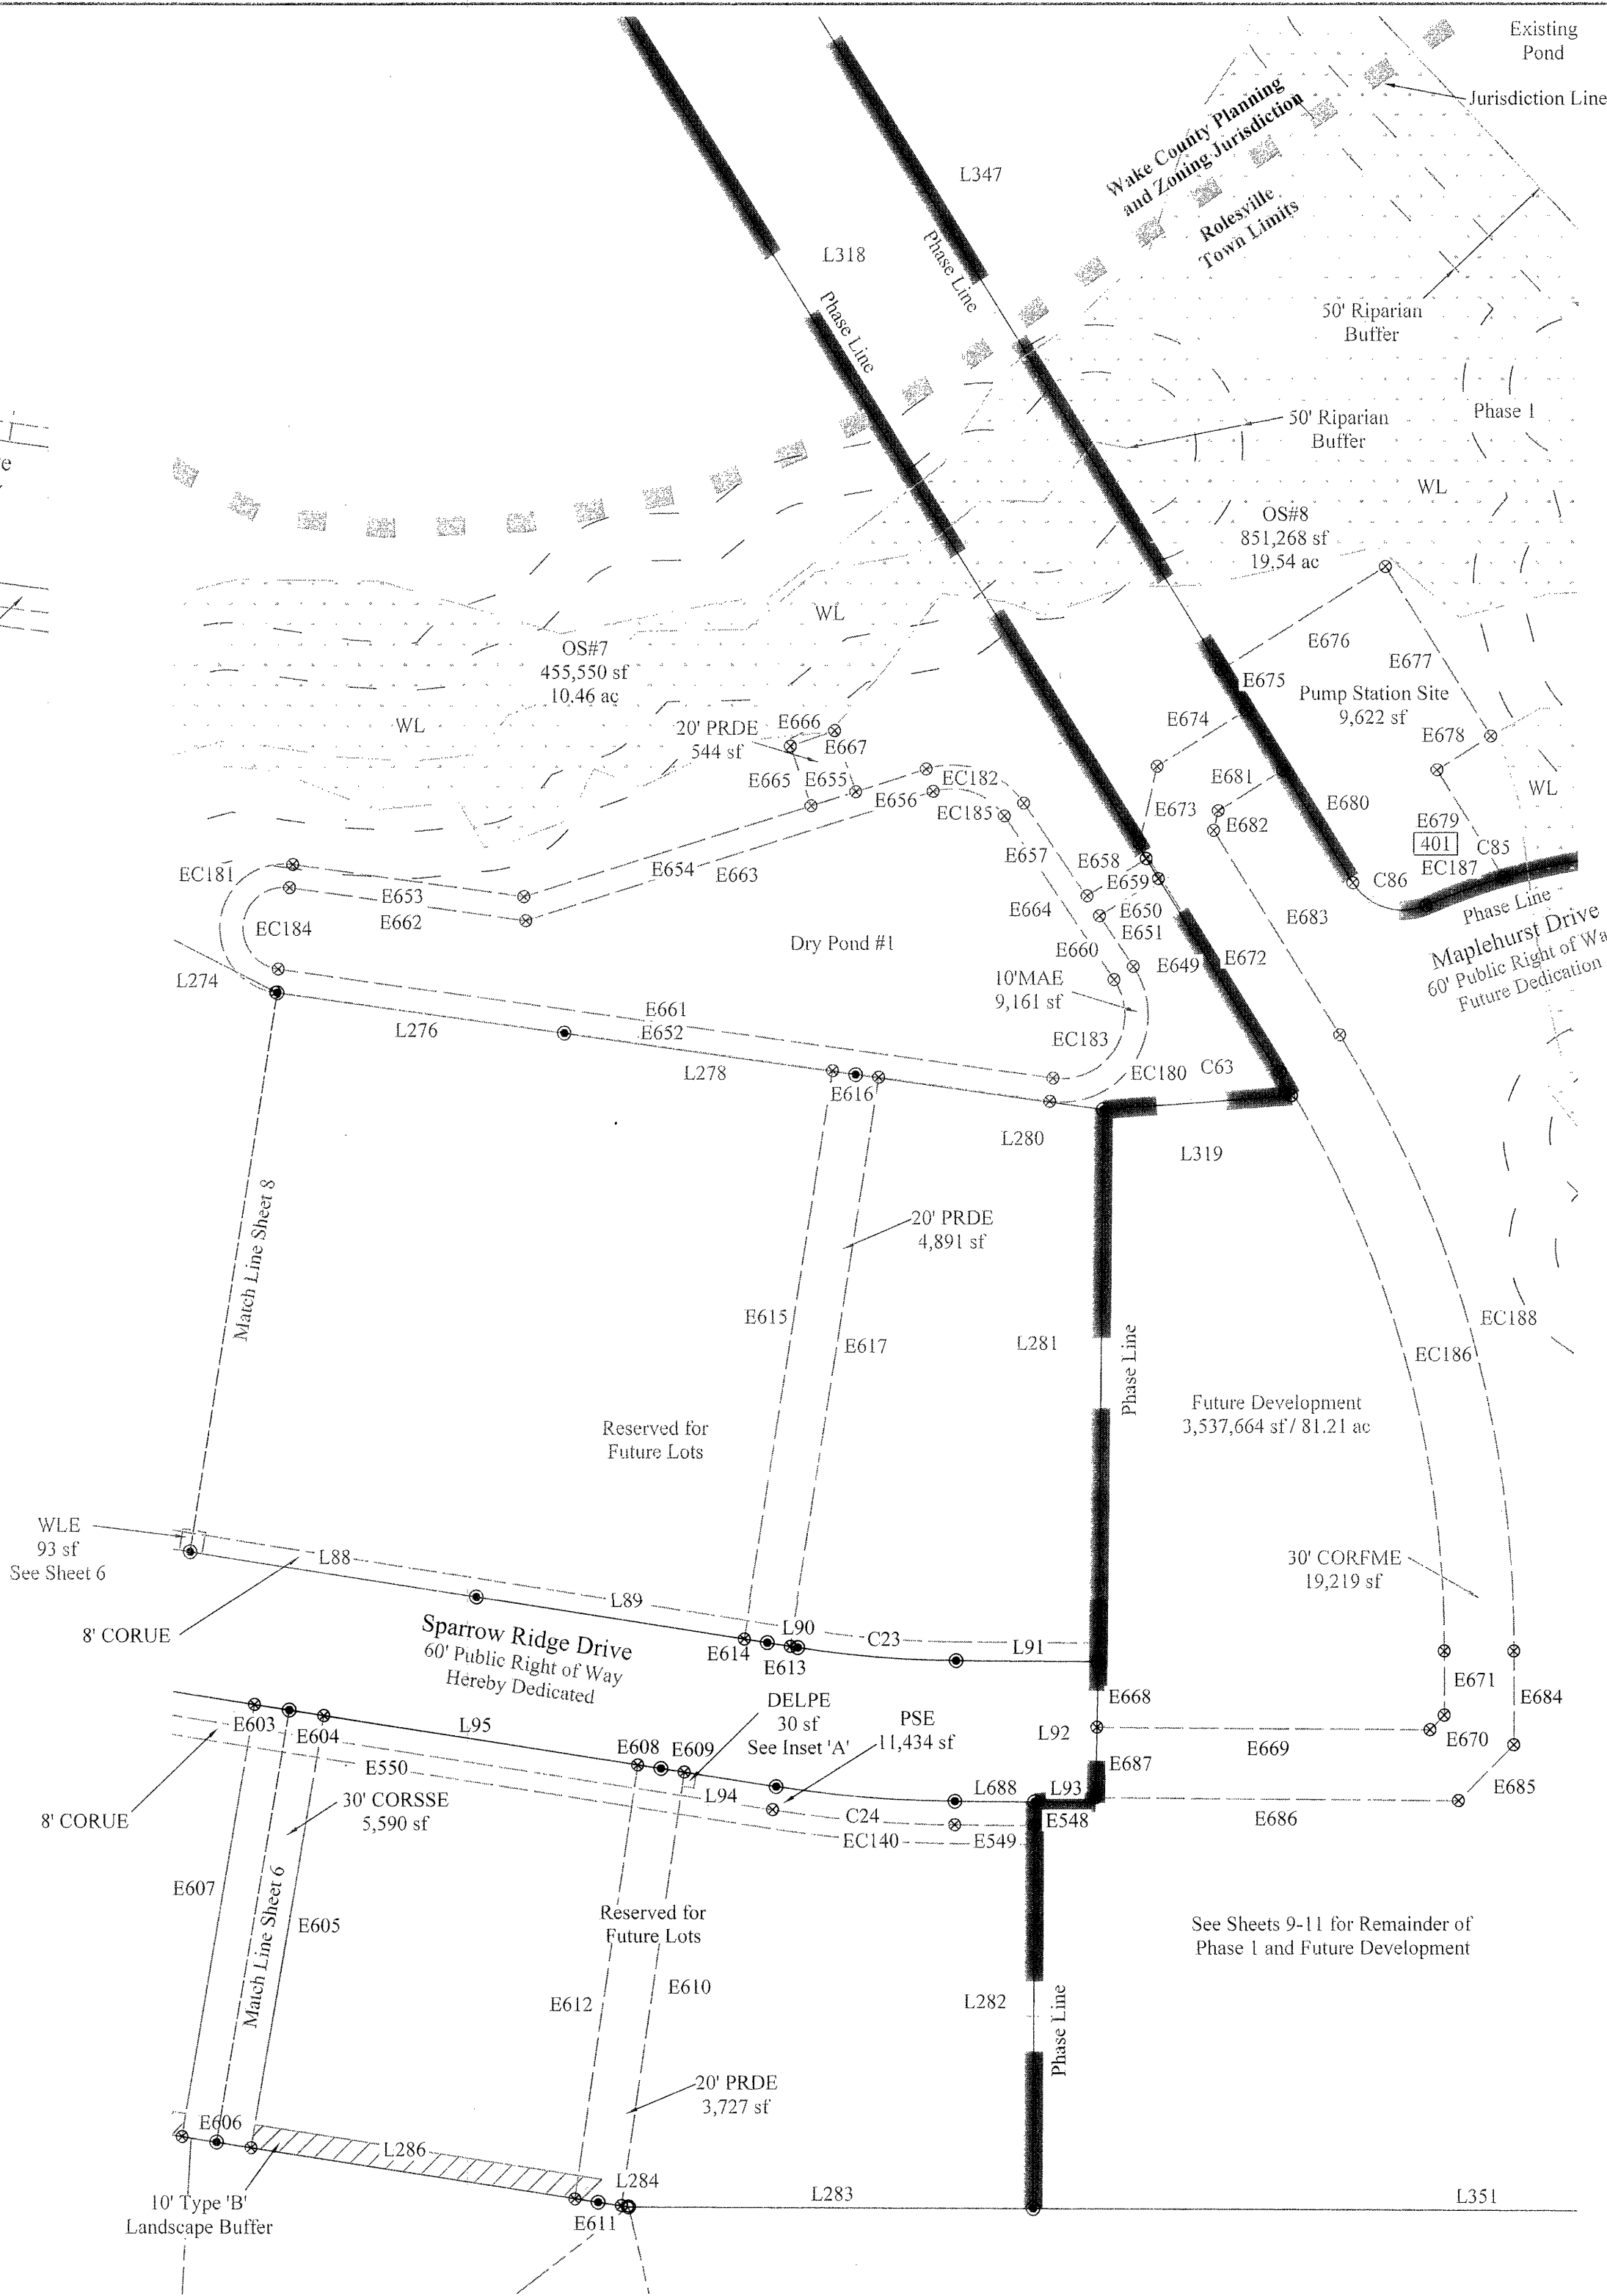 Existing
Pond
Jurisdiction Line
Wake County Planning
and Zoning Jurisdiction
Rolesville
Town Limits
L347
L318
Phase Line
Phase Line
50' Riparian
Buffer
50' Riparian
Buffer
Phase 1
WL
OS#8
851,268 sf
19.54 ac
WL
OS#7
455,550 sf
10.46 ac
WL
E676
E677
E675
Pump Station Site
9,622 sf
E674
E678
20' PRDE
544 sf
E666
E667
E665
E655
EC182
E656
EC185
E681
E680
WL
E673
E682
E679
401
C85
EC187
C86
EC181
E653
E654
E663
E657
E658
E659
E662
EC184
E664
E650
E651
E683
Phase Line
Maplehurst Drive
60' Public Right of Wa
Future Dedication
Dry Pond #1
E660
E649
E672
L274
10'MAE
9,161 sf
E661
L276
E652
EC183
L278
EC180
C63
E616
L280
L319
Match Line Sheet 8
20' PRDE
4,891 sf
E615
E617
L281
Phase Line
EC188
EC186
Future Development
3,537,664 sf / 81.21 ac
Reserved for
Future Lots
WLE
93 sf
See Sheet 6
L88
30' CORFME
19,219 sf
L89
8' CORUE
Sparrow Ridge Drive
60' Public Right of Way
Hereby Dedicated
L90
C23
L91
E614
E613
E671
E668
E684
DELPE
30 sf
See Inset 'A'
PSE
11,434 sf
E603
E604
L95
L92
E669
E670
E608
E609
E687
E550
L94
L688
L93
E685
30' CORSSE
5,590 sf
8' CORUE
C24
E548
E686
EC140
E549
E607
Match Line Sheet 6
E605
Reserved for
Future Lots
See Sheets 9-11 for Remainder of
Phase 1 and Future Development
E612
E610
L282
Phase Line
20' PRDE
3,727 sf
E606
L286
L284
L283
L351
10' Type 'B'
Landscape Buffer
E611